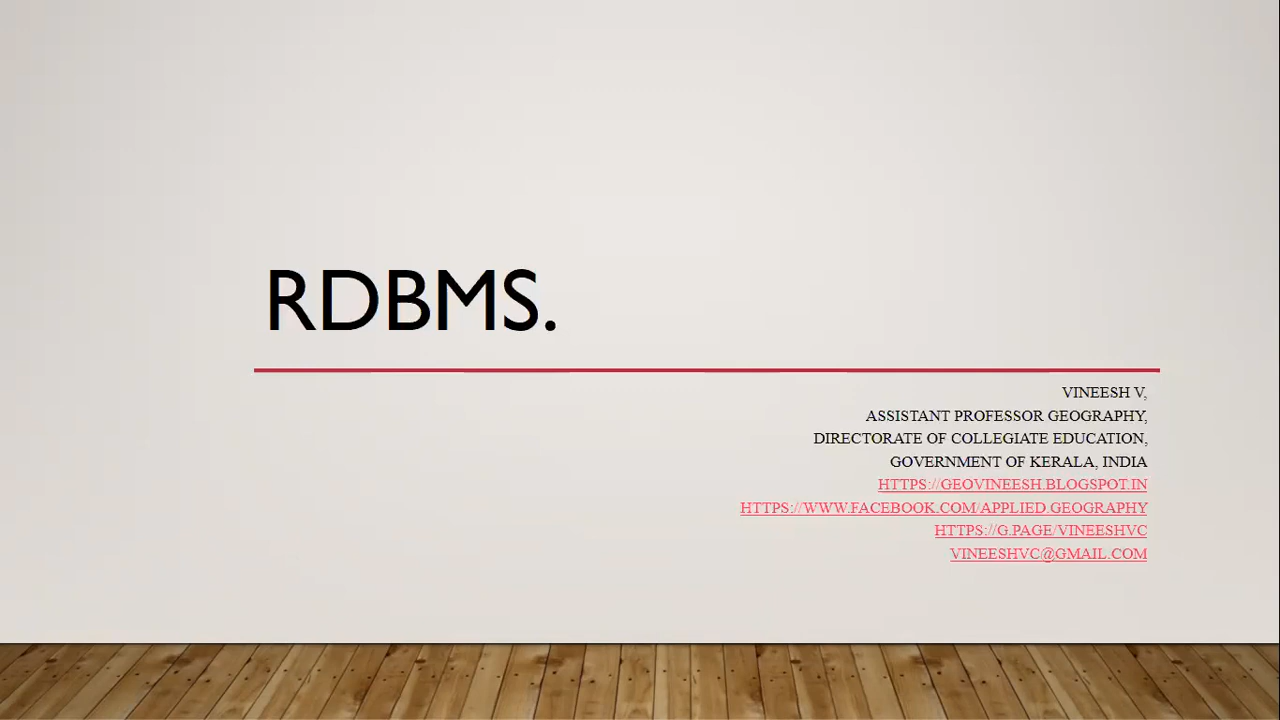 RDBMS.
VINEESH V,
ASSISTANT PROFESSOR GEOGRAPHY,
DIRECTORATE OF COLLEGIATE EDUCATION,
GOVERNMENT OF KERALA, INDIA
HTTPS://GEOVINEESH.BLOGSPOT.IN
HTTPS://WWW.FACEBOOK.COM/APPLIED.GEOGRAPHY
HTTPS://G.PAGE/VINEESHVC
VINEESHVC@GMAIL.COM